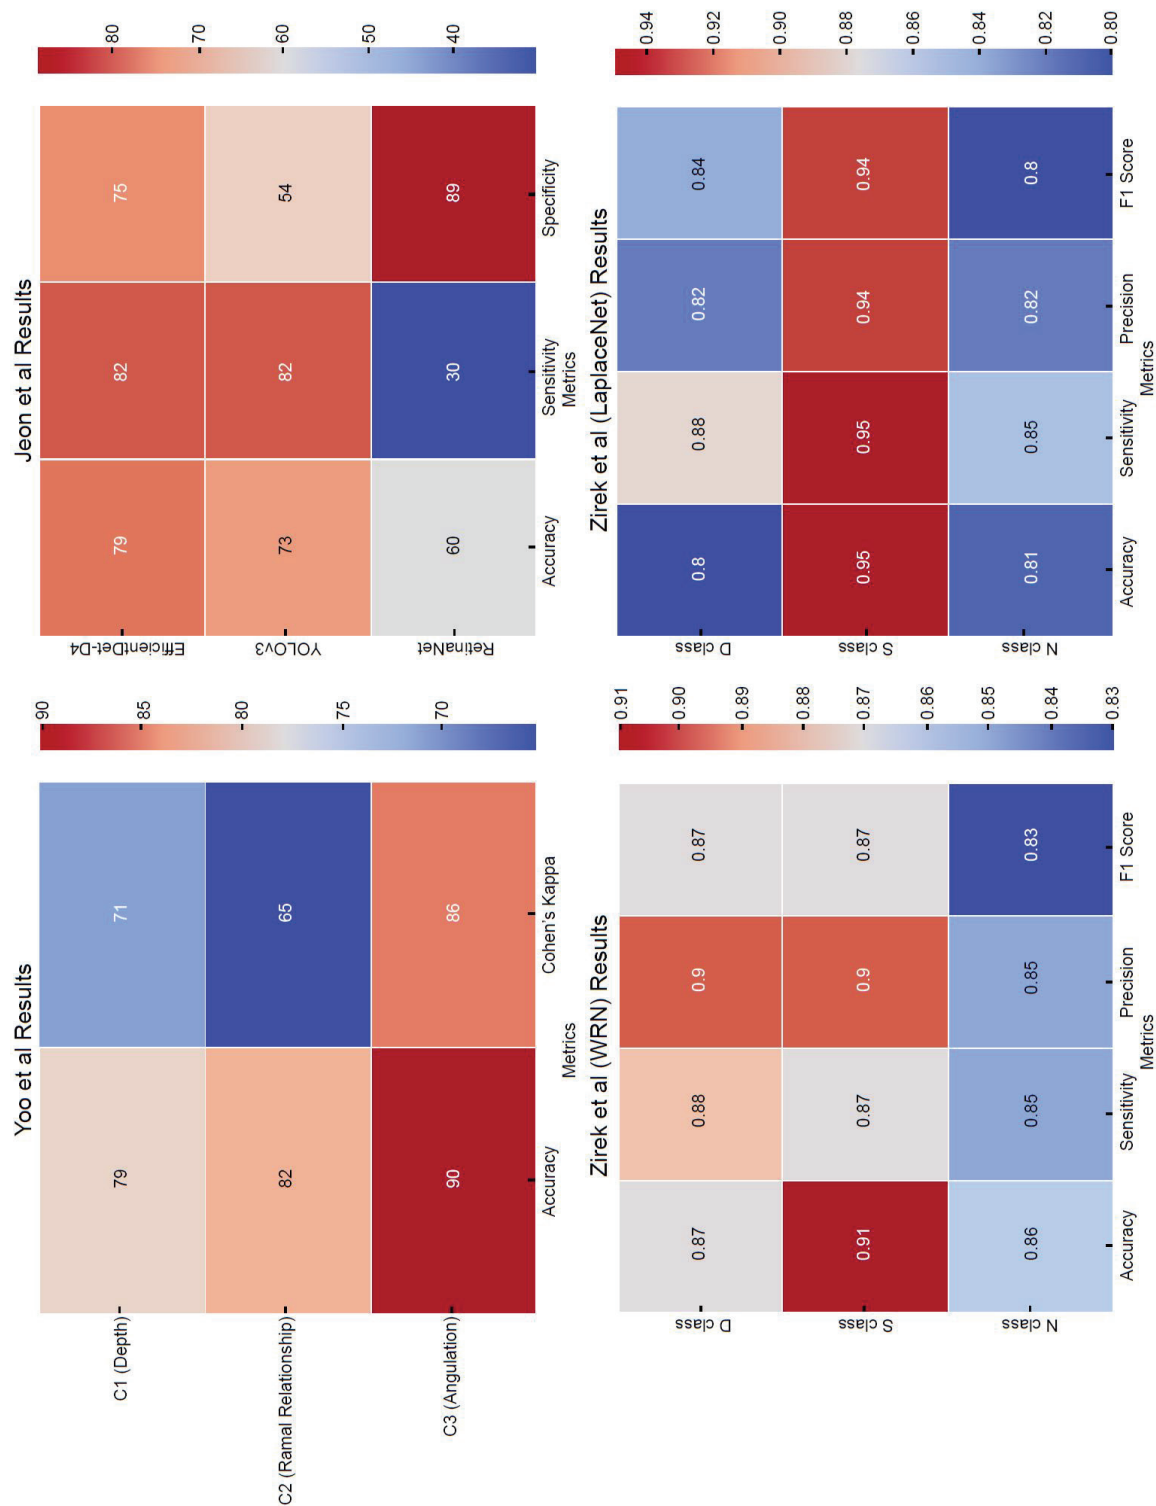 Yoo et al Results
C1 (Depth)
79
71
C2 (Ramal Relationship)
82
65
C3 (Angulation)
90
86
Accuracy
Cohen's Kappa
Metrics
90
85
80
75
70
Jeon et al Results
EfficientDet-D4
79
82
75
YOLOv3
73
82
54
RetinaNet
60
30
89
Accuracy
Sensitivity
Specificity
Metrics
80
70
60
50
40
Zirek et al (WRN) Results
D class
0.87
0.88
0.9
0.87
S class
0.91
0.87
0.9
0.87
N class
0.86
0.85
0.85
0.83
Accuracy
Sensitivity
Precision
F1 Score
Metrics
0.91
0.90
0.89
0.88
0.87
0.86
0.85
0.84
0.83
Zirek et al (LaplaceNet) Results
D class
0.8
0.88
0.82
0.84
S class
0.95
0.95
0.94
0.94
N class
0.81
0.85
0.82
0.8
Accuracy
Sensitivity
Precision
F1 Score
Metrics
0.94
0.92
0.90
0.88
0.86
0.84
0.82
0.80